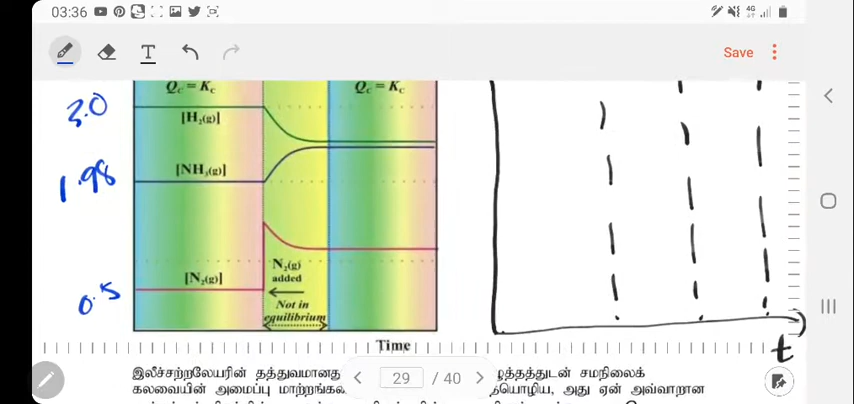 03:36
4G
T
Save
Qc = Kc
Qc = Kc
3.0
[H2(g)]
1.98
[NH3(g)]
[N2(g)]
N2(g)
added
0.5
Not in
equilibrium
Time
t
இலீச்சற்றலேயரின் தத்துவமானது
ழுத்தத்துடன் சமநிலைக்
29 / 40
கலவையின் அமைப்பு மாற்றங்கை
தயொழிய, அது ஏன் அவ்வாறான